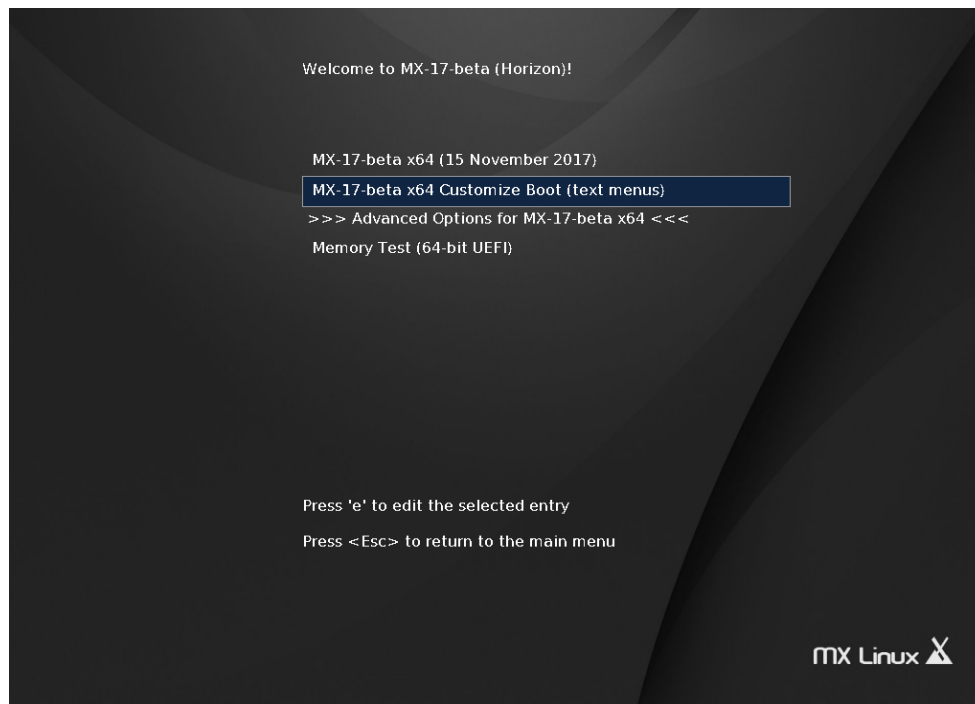 Welcome to MX-17-beta (Horizon)!
MX-17-beta x64 (15 November 2017)
MX-17-beta x64 Customize Boot (text menus)
>>> Advanced Options for MX-17-beta x64 <<<
Memory Test (64-bit UEFI)
Press 'e' to edit the selected entry
Press <Esc> to return to the main menu
MX Linux